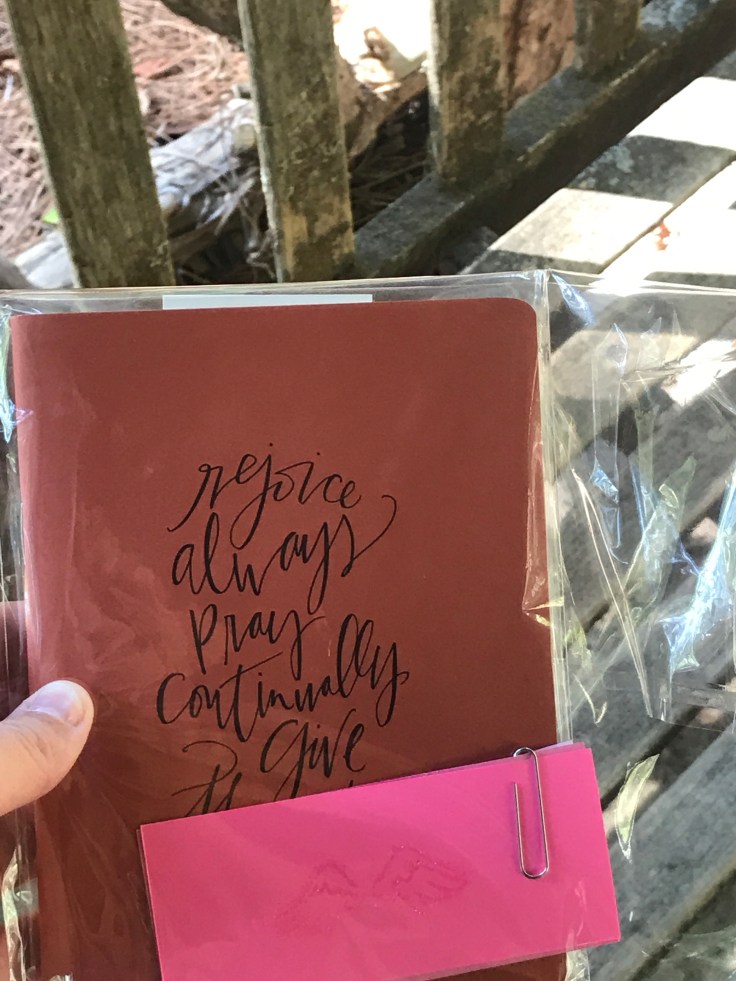 rejoice
always
Pray
Continually
Give